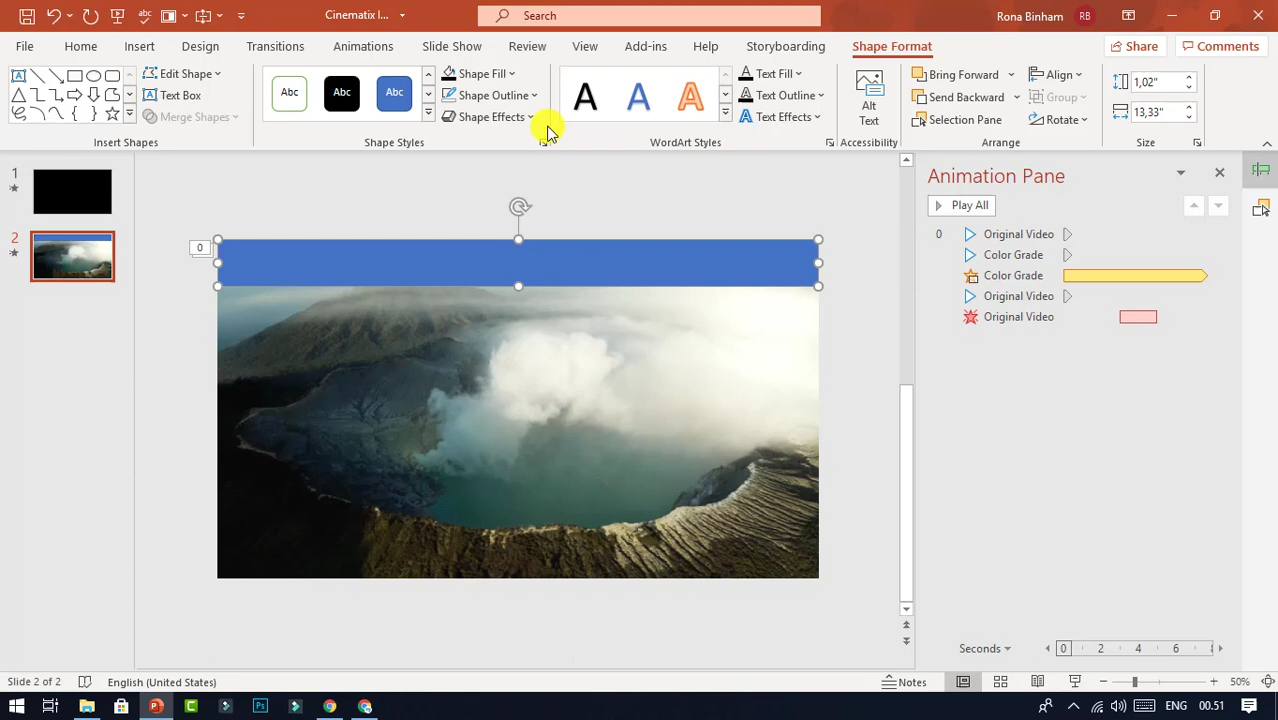 Cinematix I...
Search
Rona Binham
RB
File
Home
Insert
Design
Transitions
Animations
Slide Show
Review
View
Add-ins
Help
Storyboarding
Shape Format
Share
Comments
Edit Shape
Text Box
Merge Shapes
Insert Shapes
Abc
Abc
Abc
Shape Fill
Shape Outline
Shape Effects
Shape Styles
A
A
A
Text Fill
Text Outline
Text Effects
WordArt Styles
Alt
Text
Accessibility
Bring Forward
Send Backward
Selection Pane
Align
Group
Rotate
Arrange
1,02"
13,33"
Size
1
2
0
Animation Pane
Play All
0
Original Video
Color Grade
Color Grade
Original Video
Original Video
Seconds
0
2
4
6
8
Slide 2 of 2
English (United States)
Notes
50%
ENG
00.51